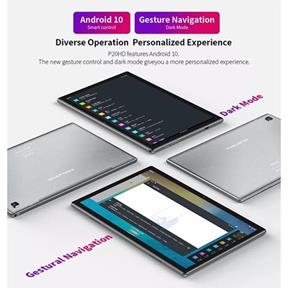 Android 10
Smart control
Gesture Navigation
Dark Mode
Diverse Operation Personalized Experience
P20HD features Android 10.
The new gesture control and dark mode giveyou a more personalized experience.
Dark Mode
Gestural Navigation